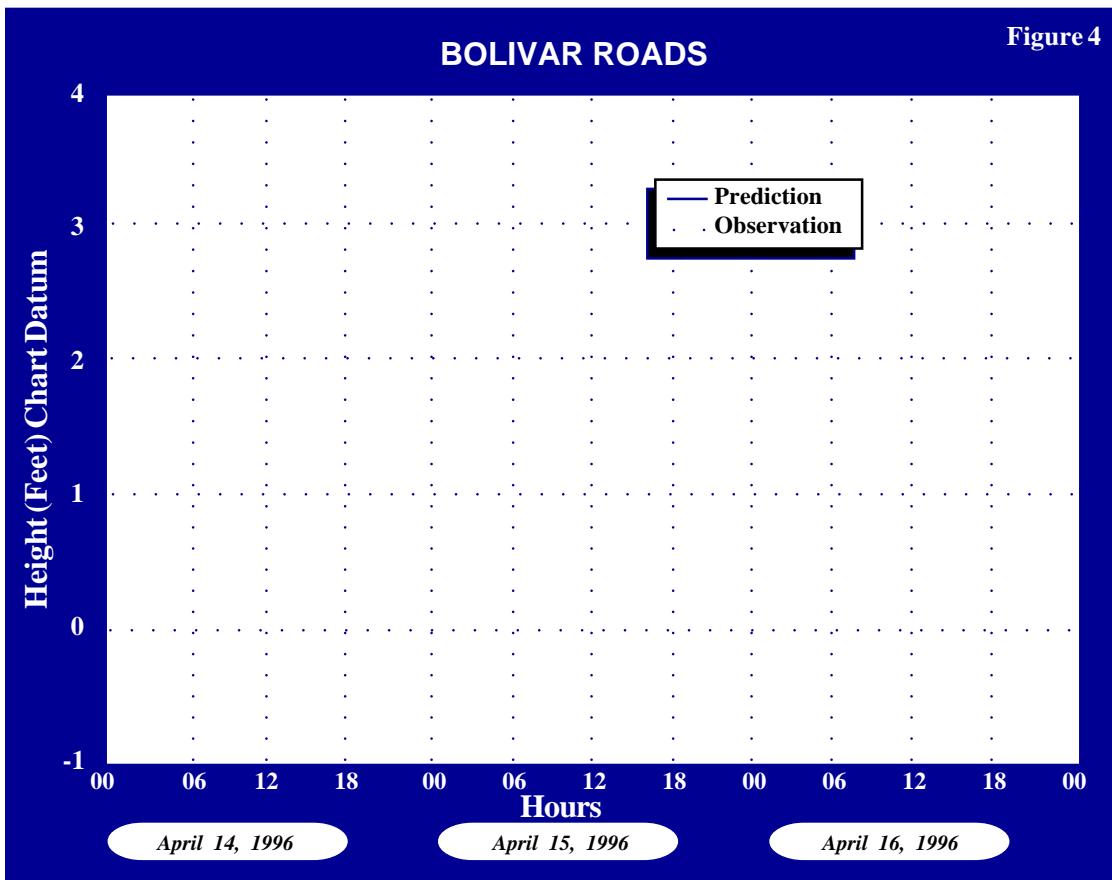 Figure 4
BOLIVAR ROADS
Height (Feet) Chart Datum
4
3
2
1
0
-1
Prediction
Observation
00 06 12 18 00 06 12 18 00 06 12 18 00
Hours
April 14, 1996
April 15, 1996
April 16, 1996